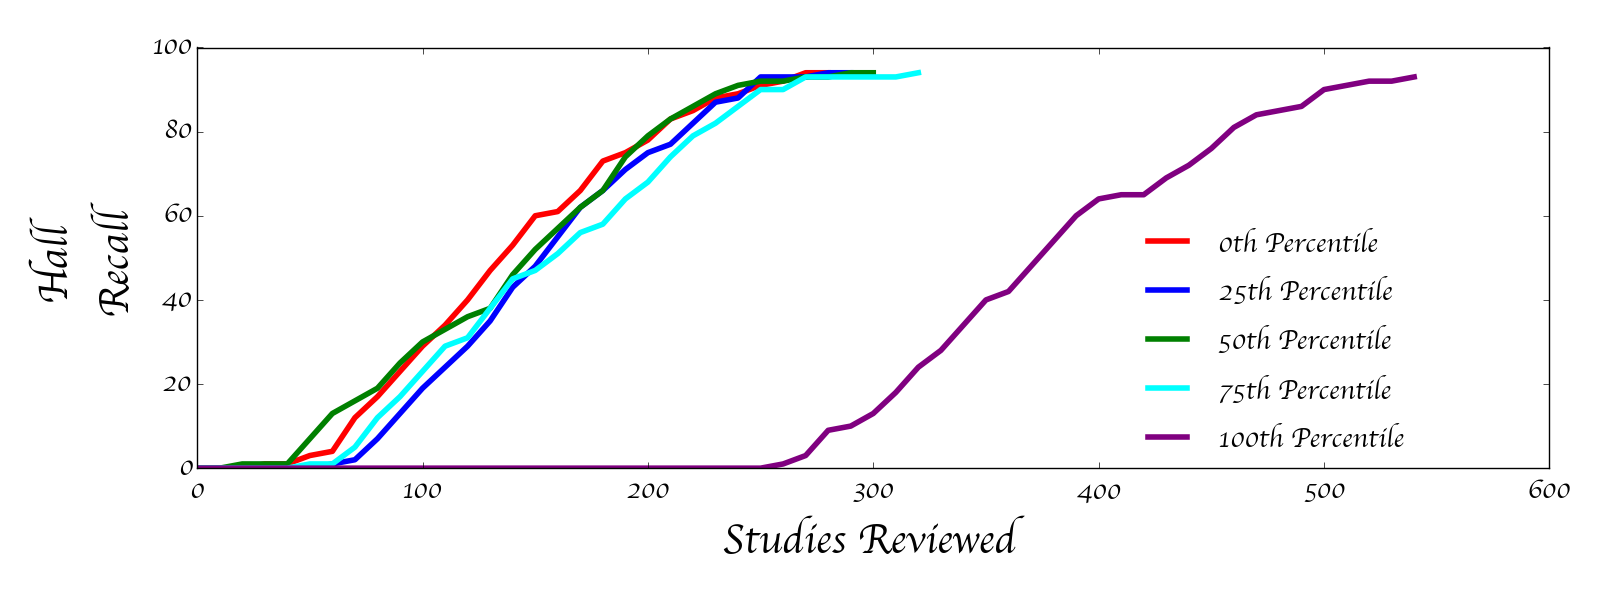 Hall
Recall
100
80
60
40
20
0
0 100 200 300 400 500 600
Studies Reviewed
0th Percentile
25th Percentile
50th Percentile
75th Percentile
100th Percentile